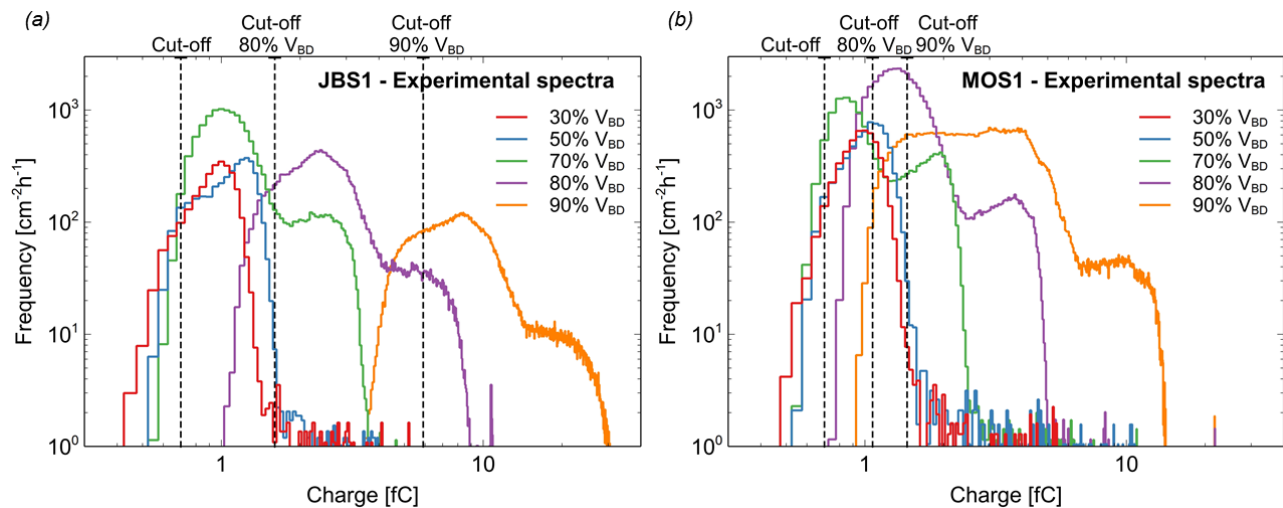 (a)
Cut-off
Cut-off
80% V_BD
Cut-off
90% V_BD
JBS1 - Experimental spectra
30% V_BD
50% V_BD
70% V_BD
80% V_BD
90% V_BD
10³
10²
10¹
10⁰
Frequency [cm⁻²h⁻¹]
1
10
Charge [fC]
(b)
Cut-off
Cut-off
80% V_BD
Cut-off
90% V_BD
MOS1 - Experimental spectra
30% V_BD
50% V_BD
70% V_BD
80% V_BD
90% V_BD
10³
10²
10¹
10⁰
Frequency [cm⁻²h⁻¹]
1
10
Charge [fC]